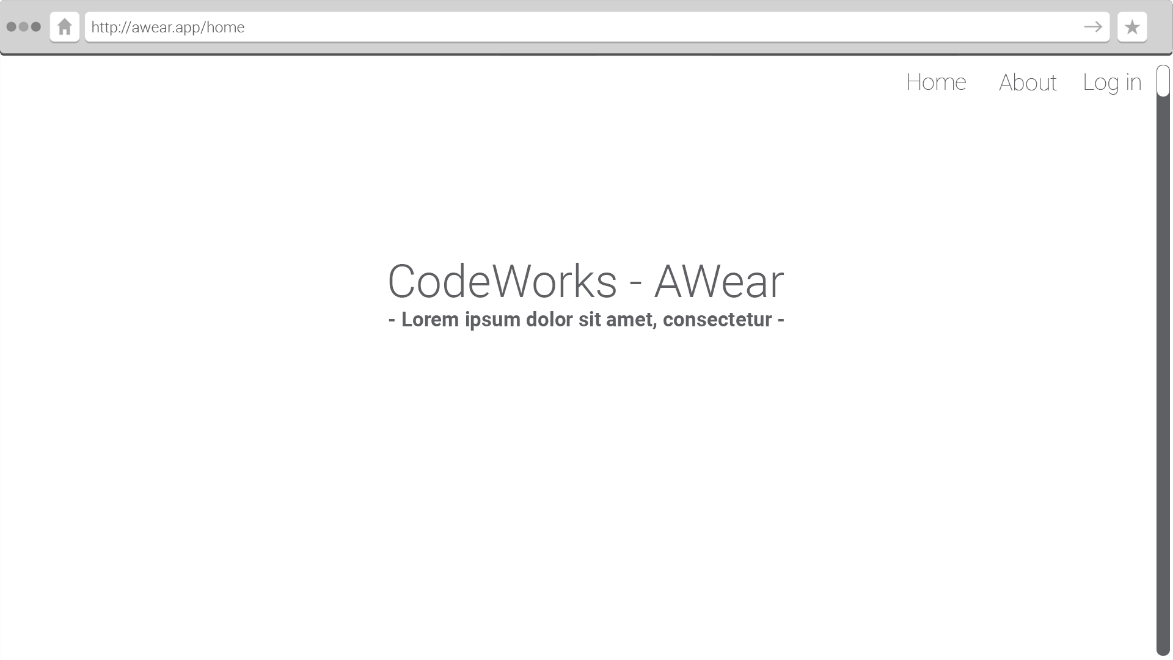 http://awear.app/home
Home About Log in
CodeWorks - AWear
- Lorem ipsum dolor sit amet, consectetur -